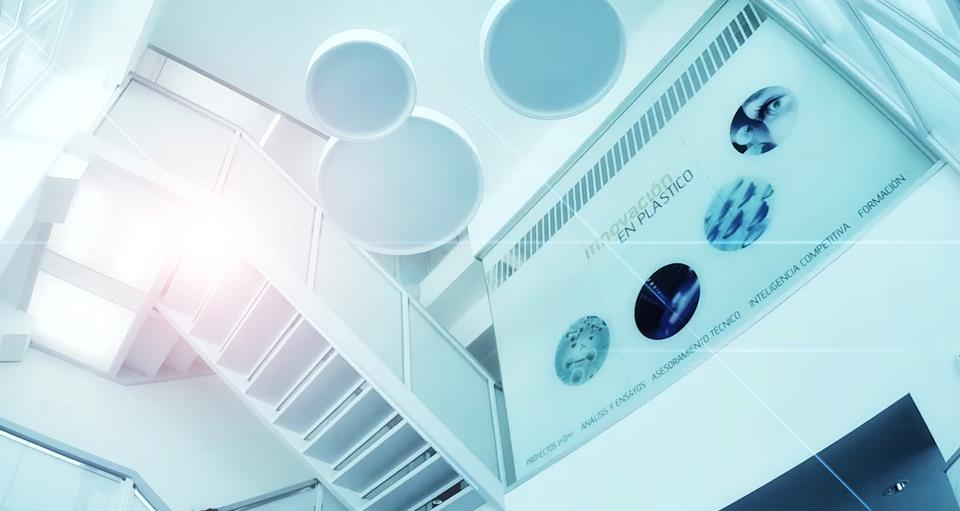 innovación
EN PLÁSTICO
PROYECTOS I+D+i ANÁLISIS Y ENSAYOS ASESORAMIENTO TÉCNICO INTELIGENCIA COMPETITIVA FORMACIÓN